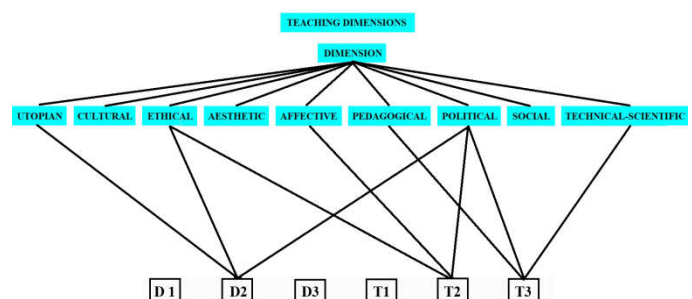 TEACHING DIMENSIONS
DIMENSION
UTOPIAN CULTURAL ETHICAL AESTHETIC AFFECTIVE PEDAGOGICAL POLITICAL SOCIAL TECHNICAL-SCIENTIFIC
D 1 D2 D3 T1 T2 T3